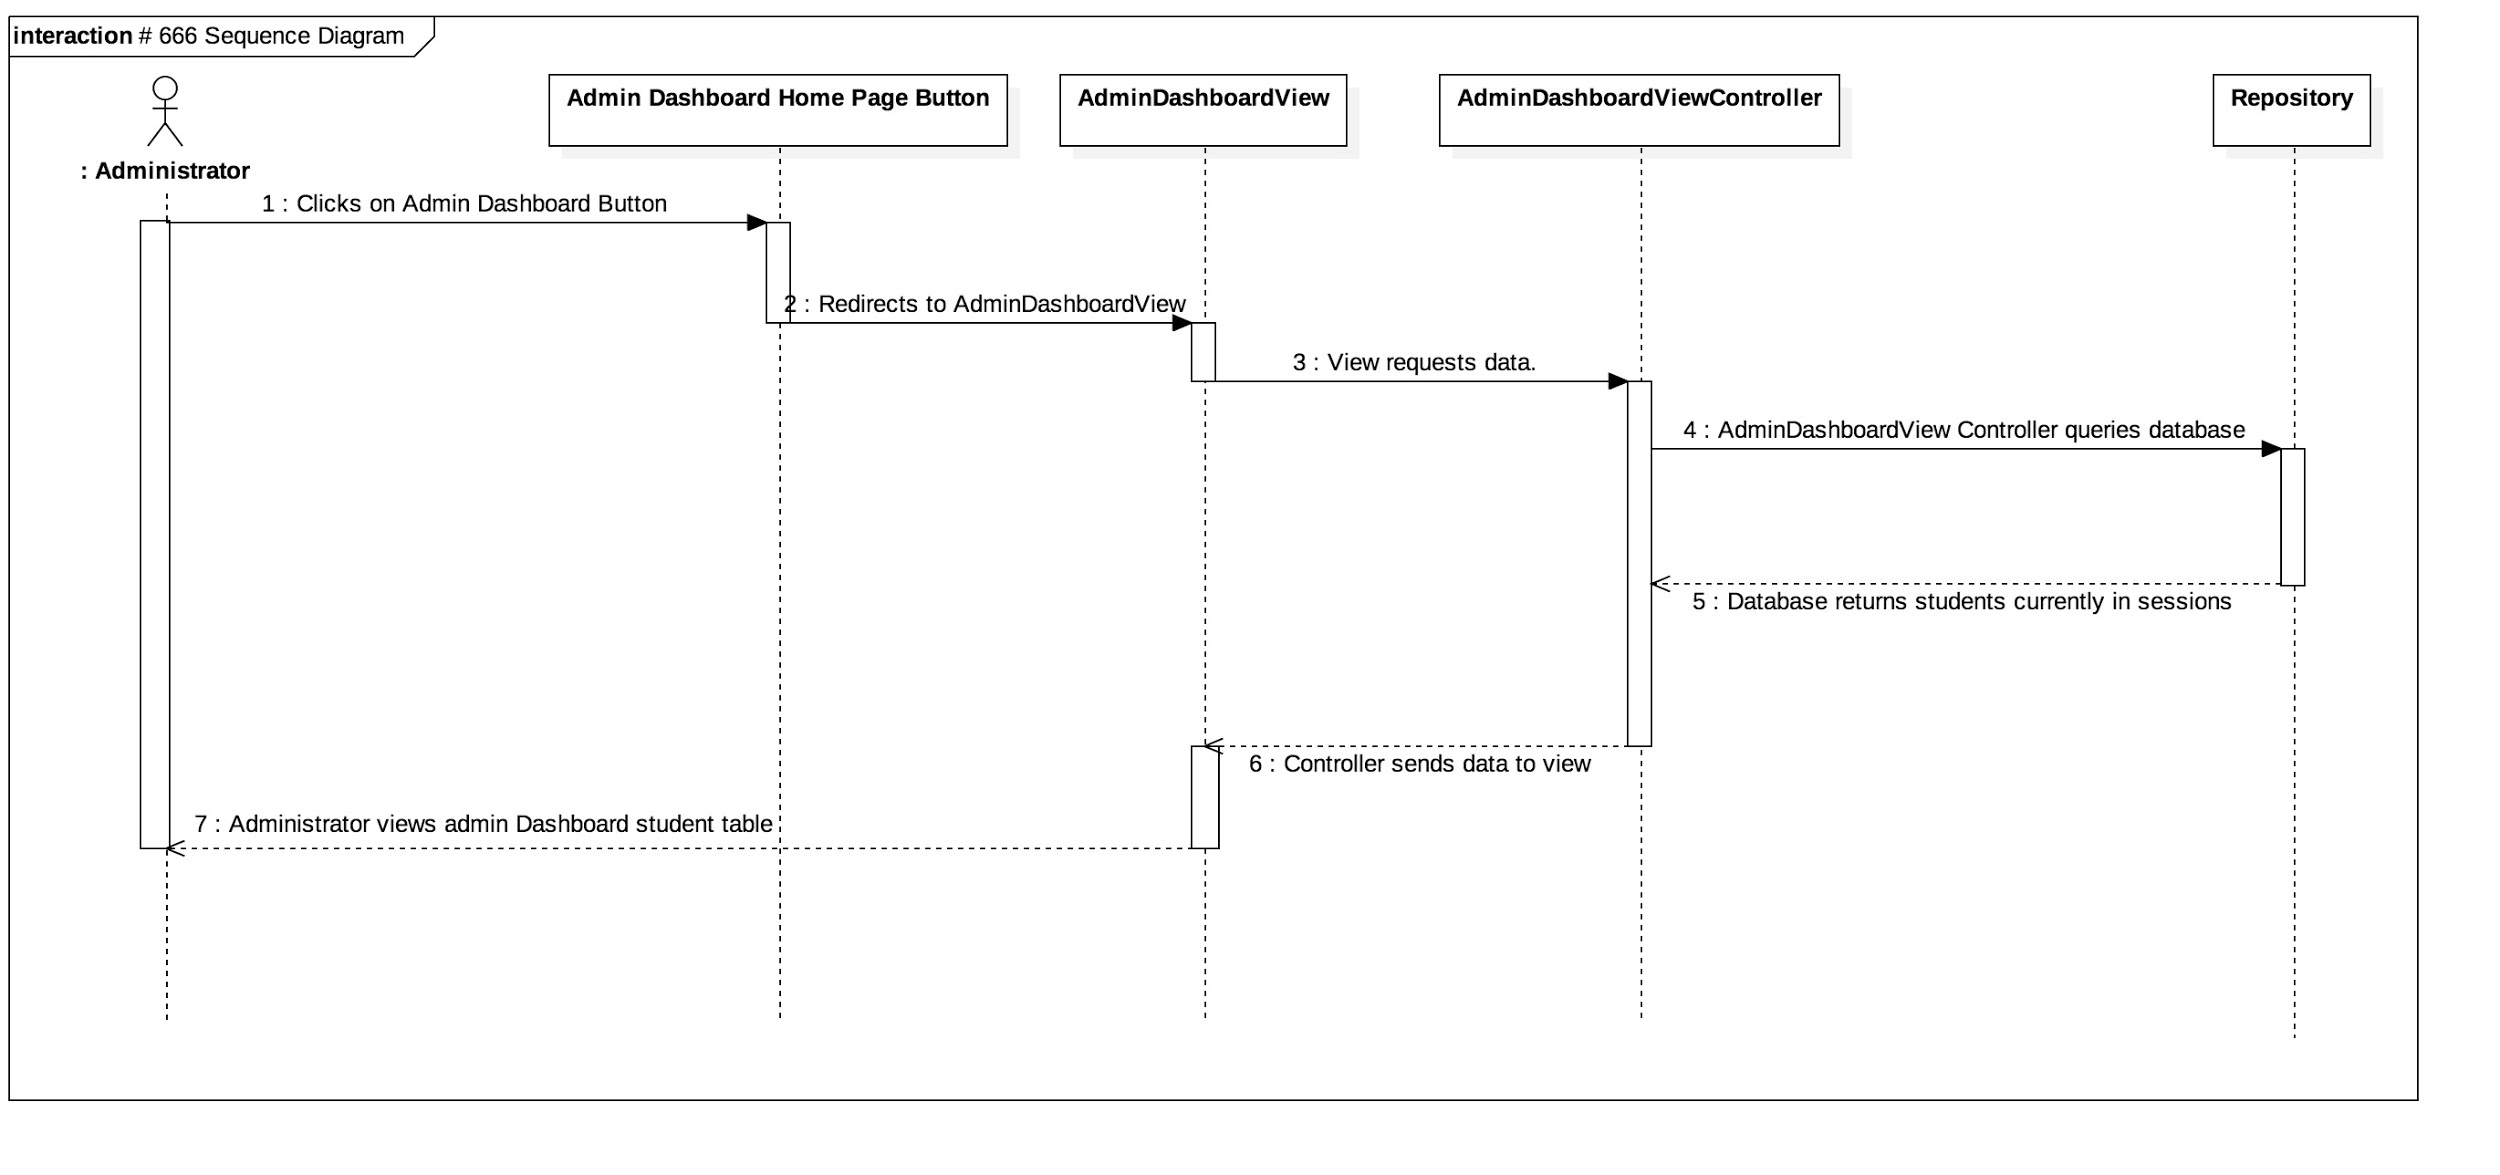 interaction # 666 Sequence Diagram
Admin Dashboard Home Page Button
AdminDashboardView
AdminDashboardViewController
Repository
: Administrator
1 : Clicks on Admin Dashboard Button
2 : Redirects to AdminDashboardView
3 : View requests data.
4 : AdminDashboardView Controller queries database
5 : Database returns students currently in sessions
6 : Controller sends data to view
7 : Administrator views admin Dashboard student table